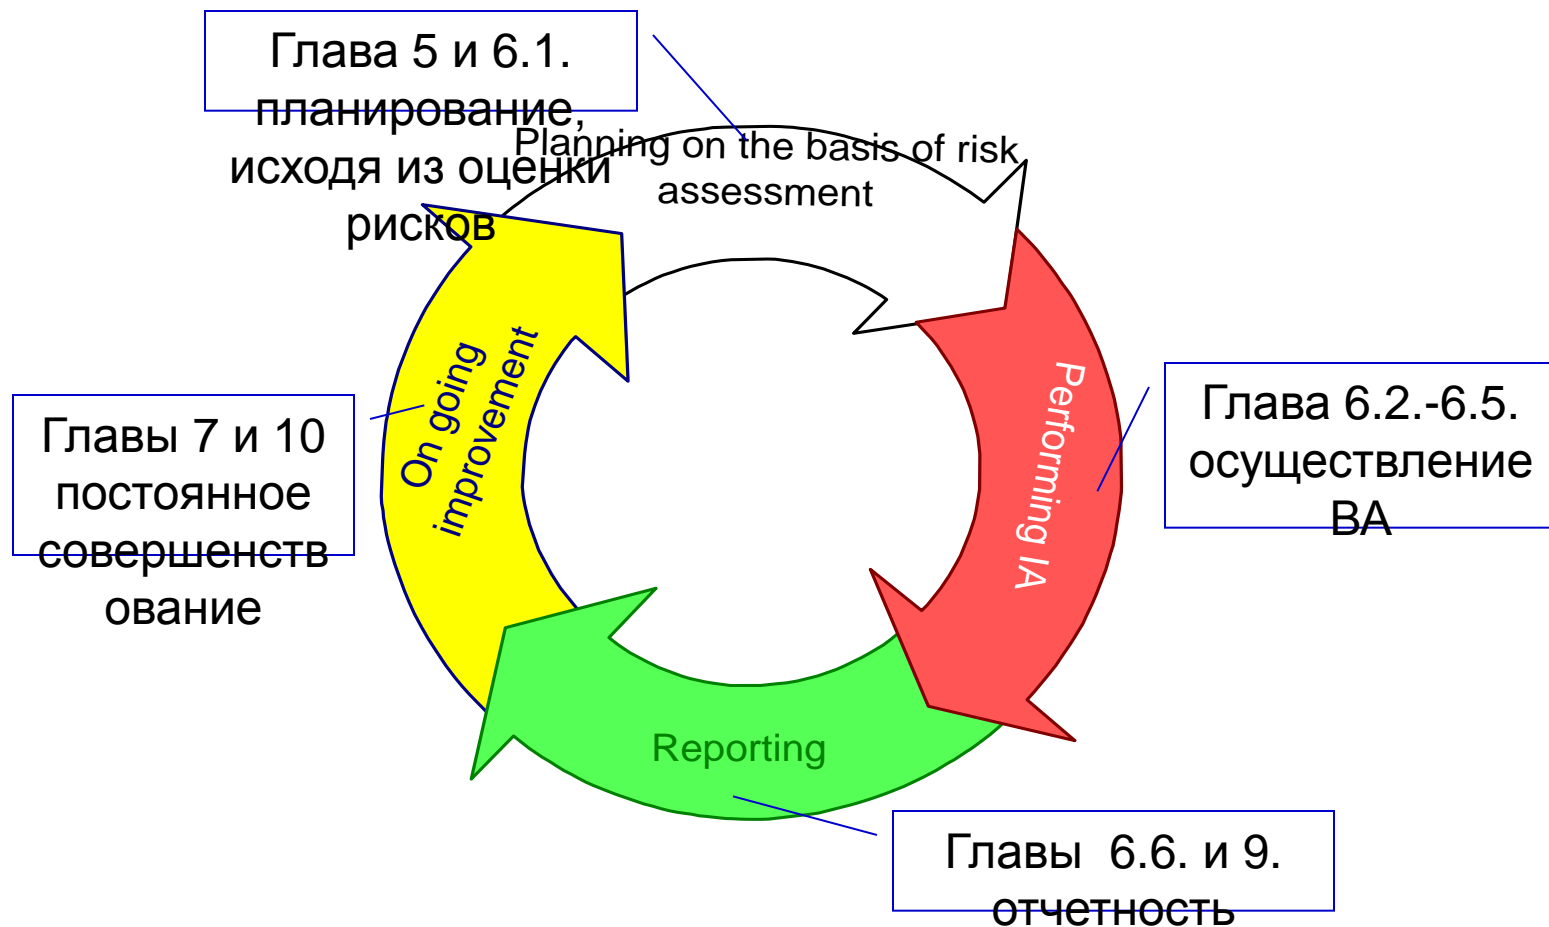 Глава 5 и 6.1.
планирование,
исходя из оценки
рисков
Planning on the basis of risk
assessment
Performing IA
Глава 6.2.-6.5.
осуществление
ВА
Reporting
Главы  6.6. и 9.
отчетность
On going
improvement
Главы 7 и 10
постоянное
совершенств
ование